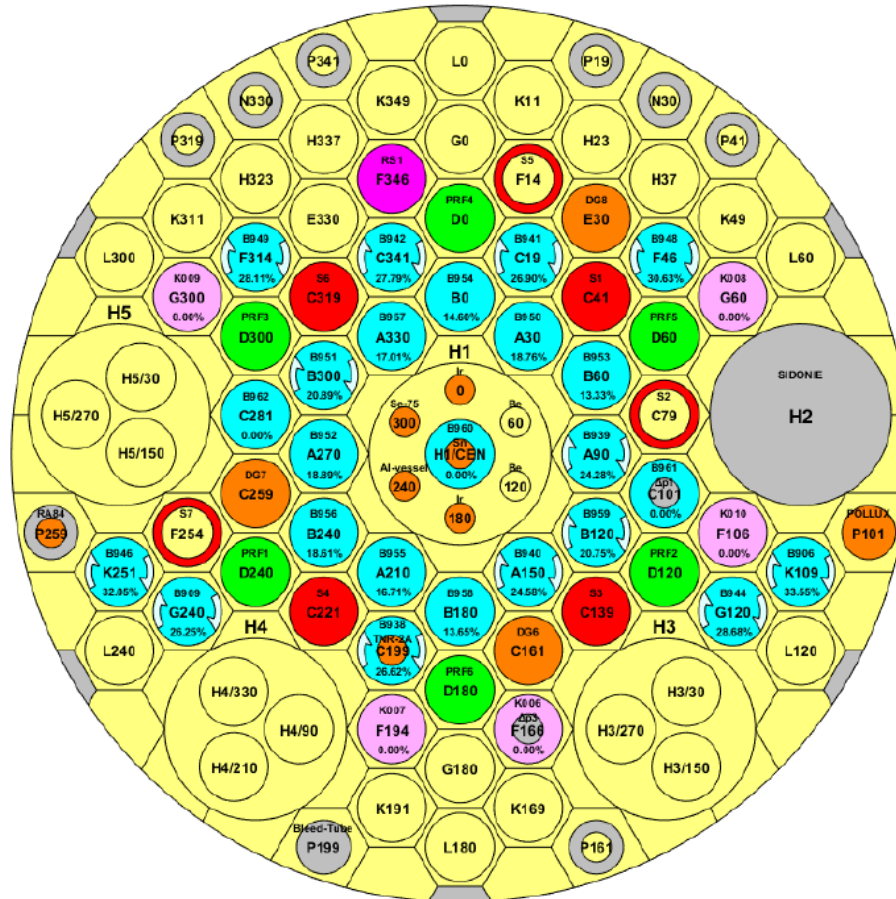 L0
P341
P19
K349
K11
N330
N30
G0
P319
H337
H23
P41
RS1
F346
S5
F14
H323
H37
PRF4
D0
K311
E330
DG8
E30
K49
L300
B949
F314
28.11%
B942
C341
27.79%
B941
C19
26.90%
B948
F46
30.63%
L60
K009
G300
0.00%
S6
C319
B954
B0
14.60%
S1
C41
K008
G60
0.00%
H5
PRF3
D300
B957
A330
17.01%
B950
A30
18.76%
PRF5
D60
H1
H5/30
B951
B300
20.89%
B953
B60
13.33%
SIDONIE
H2
Ir
0
H5/270
B962
C281
0.00%
Se-75
300
Be
60
S2
C79
H5/150
B952
A270
18.89%
B960
Sn
H1/CEN
0.00%
B939
A90
24.28%
DG7
C259
Al-vessel
240
Be
120
B961
Δp1
C101
0.00%
Ir
180
RA84
P259
S7
F254
B956
B240
18.51%
B959
B120
20.75%
K010
F106
0.00%
POLLUX
P101
B946
K251
32.05%
PRF1
D240
B955
A210
16.71%
B940
A150
24.58%
PRF2
D120
B906
K109
33.55%
B909
G240
26.25%
S4
C221
B958
B180
13.65%
S3
C139
B944
G120
28.68%
H4
H3
L240
B938
TNR-2A
C199
26.62%
DG6
C161
L120
H4/330
PRF6
D180
H3/30
H4/90
K007
F194
0.00%
K006
Δp3
F166
0.00%
H3/270
H4/210
G180
H3/150
K191
K169
Bleed-Tube
P199
L180
P161